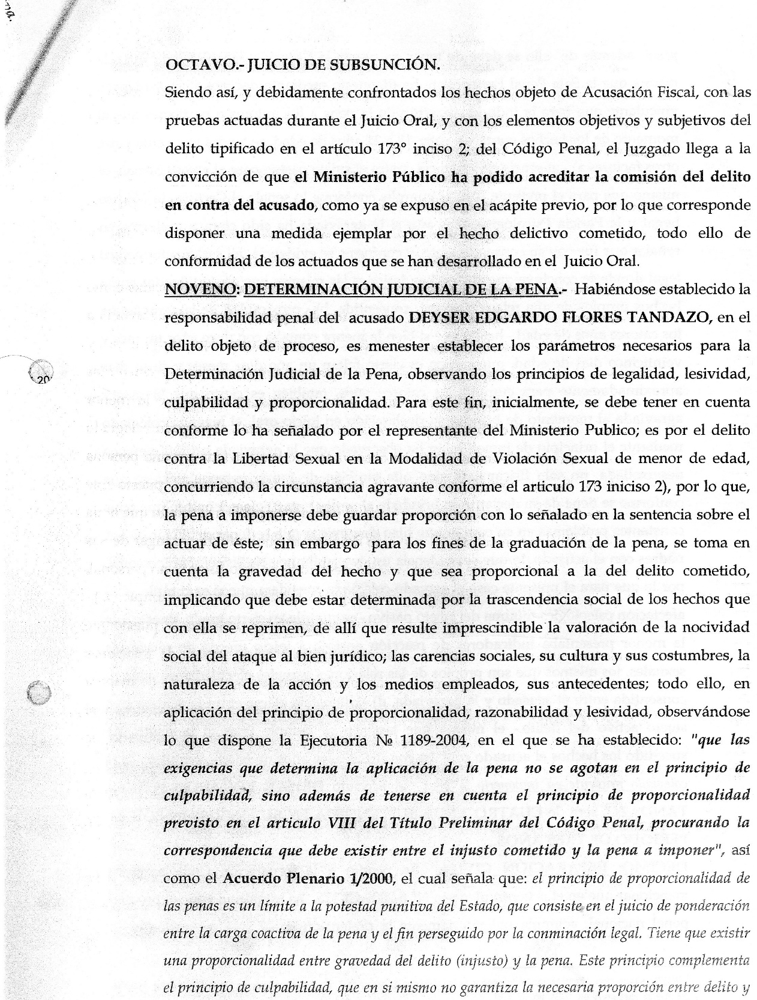 na.
OCTAVO.- JUICIO DE SUBSUNCIÓN.
Siendo así, y debidamente confrontados los hechos objeto de Acusación Fiscal, con las
pruebas actuadas durante el Juicio Oral, y con los elementos objetivos y subjetivos del
delito tipificado en el artículo 173° inciso 2; del Código Penal, el Juzgado llega a la
convicción de que el Ministerio Público ha podido acreditar la comisión del delito
en contra del acusado, como ya se expuso en el acápite previo, por lo que corresponde
disponer una medida ejemplar por el hecho delictivo cometido, todo ello de
conformidad de los actuados que se han desarrollado en el Juicio Oral.
NOVENO: DETERMINACIÓN JUDICIAL DE LA PENA.- Habiéndose establecido la
responsabilidad penal del acusado DEYSER EDGARDO FLORES TANDAZO, en el
delito objeto de proceso, es menester establecer los parámetros necesarios para la
Determinación Judicial de la Pena, observando los principios de legalidad, lesividad,
20
culpabilidad y proporcionalidad. Para este fin, inicialmente, se debe tener en cuenta
conforme lo ha señalado por el representante del Ministerio Publico; es por el delito
contra la Libertad Sexual en la Modalidad de Violación Sexual de menor de edad,
concurriendo la circunstancia agravante conforme el articulo 173 iniciso 2), por lo que,
la pena a imponerse debe guardar proporción con lo señalado en la sentencia sobre el
actuar de éste; sin embargo para los fines de la graduación de la pena, se toma en
cuenta la gravedad del hecho y que sea proporcional a la del delito cometido,
implicando que debe estar determinada por la trascendencia social de los hechos que
con ella se reprimen, de allí que resulte imprescindible la valoración de la nocividad
social del ataque al bien jurídico; las carencias sociales, su cultura y sus costumbres, la
naturaleza de la acción y los medios empleados, sus antecedentes; todo ello, en
aplicación del principio de proporcionalidad, razonabilidad y lesividad, observándose
lo que dispone la Ejecutoria № 1189-2004, en el que se ha establecido: "que las
exigencias que determina la aplicación de la pena no se agotan en el principio de
culpabilidad, sino además de tenerse en cuenta el principio de proporcionalidad
previsto en el articulo VIII del Título Preliminar del Código Penal, procurando la
correspondencia que debe existir entre el injusto cometido y la pena a imponer", así
como el Acuerdo Plenario 1/2000, el cual señala que: el principio de proporcionalidad de
las penas es un límite a la potestad punitiva del Estado, que consiste en el juicio de ponderación
entre la carga coactiva de la pena y el fin perseguido por la conminación legal. Tiene que existir
una proporcionalidad entre gravedad del delito (injusto) y la pena. Este principio complementa
el principio de culpabilidad, que en si mismo no garantiza la necesaria proporción entre delito y